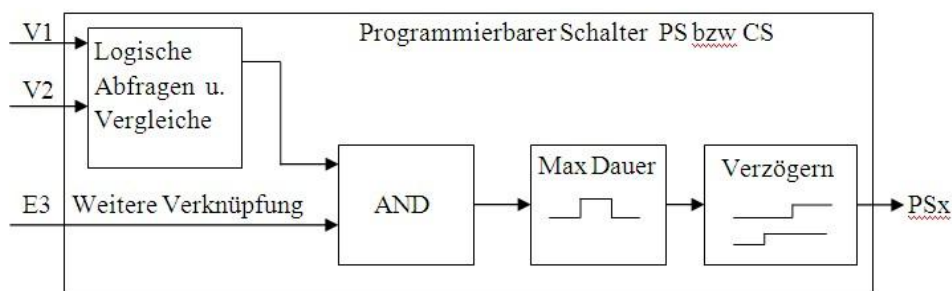 Programmierbarer Schalter PS bzw CS
V1
Logische
Abfragen u.
Vergleiche
V2
E3 Weitere Verknüpfung
AND
Max Dauer
Verzögern
PSx